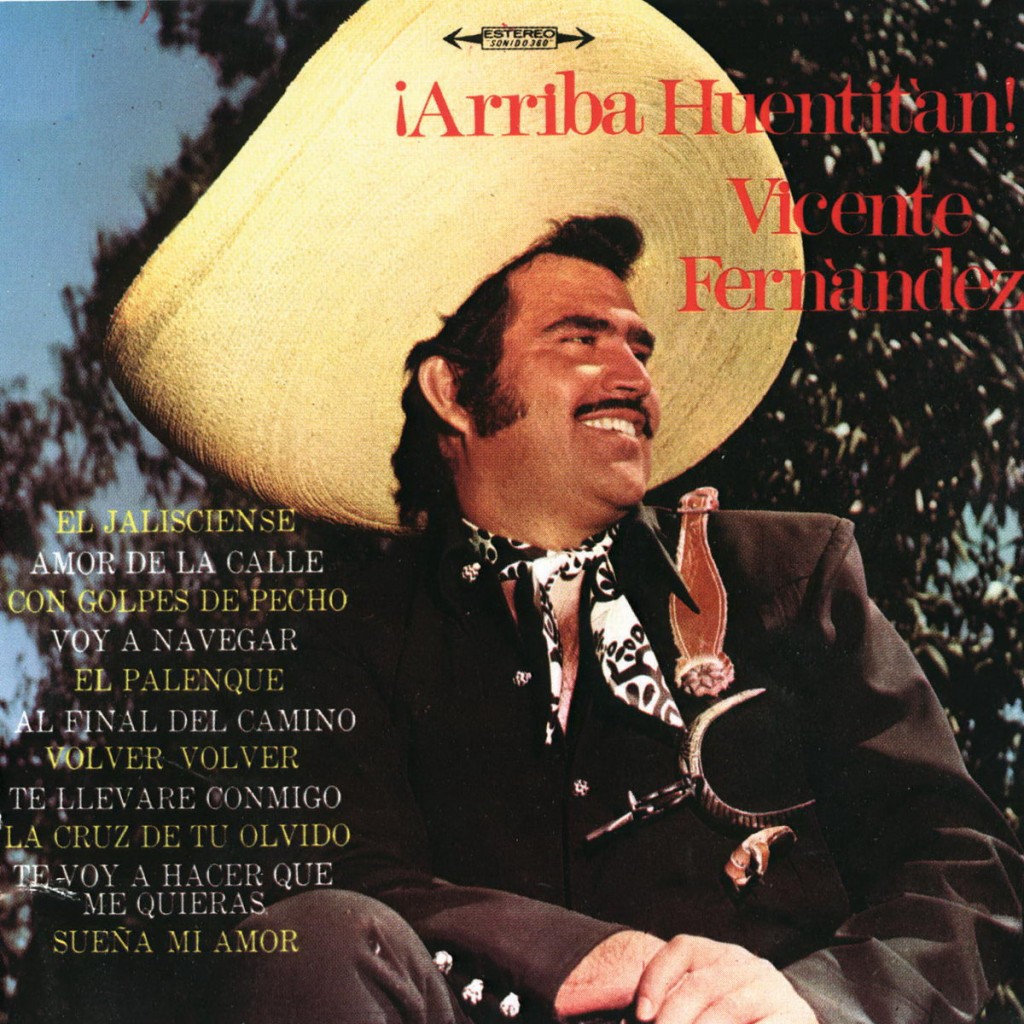 ESTEREO
SONIDO 360°
¡Arriba Huentitàn!
Vicente
Fernàndez
EL JALISCIENSE
AMOR DE LA CALLE
CON GOLPES DE PECHO
VOY A NAVEGAR
EL PALENQUE
AL FINAL DEL CAMINO
VOLVER VOLVER
TE LLEVARE CONMIGO
LA CRUZ DE TU OLVIDO
TE VOY A HACER QUE
ME QUIERAS
SUEÑA MI AMOR